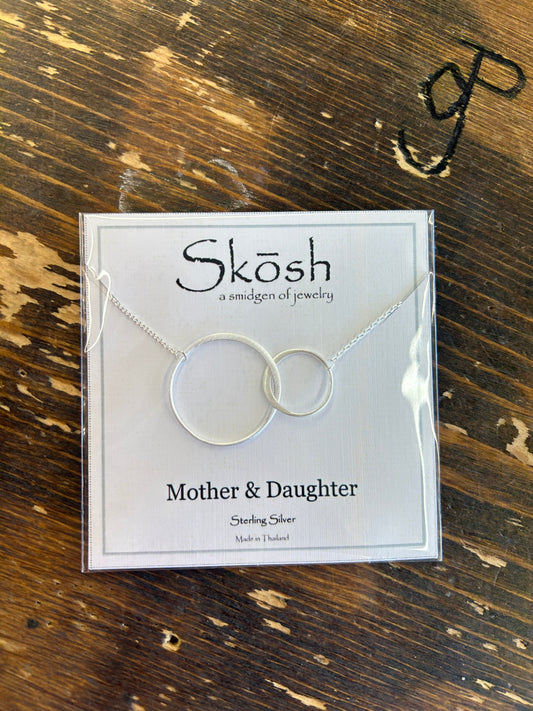 Skōsh
a smidgen of jewelry
Mother & Daughter
Sterling Silver
Made in Thailand